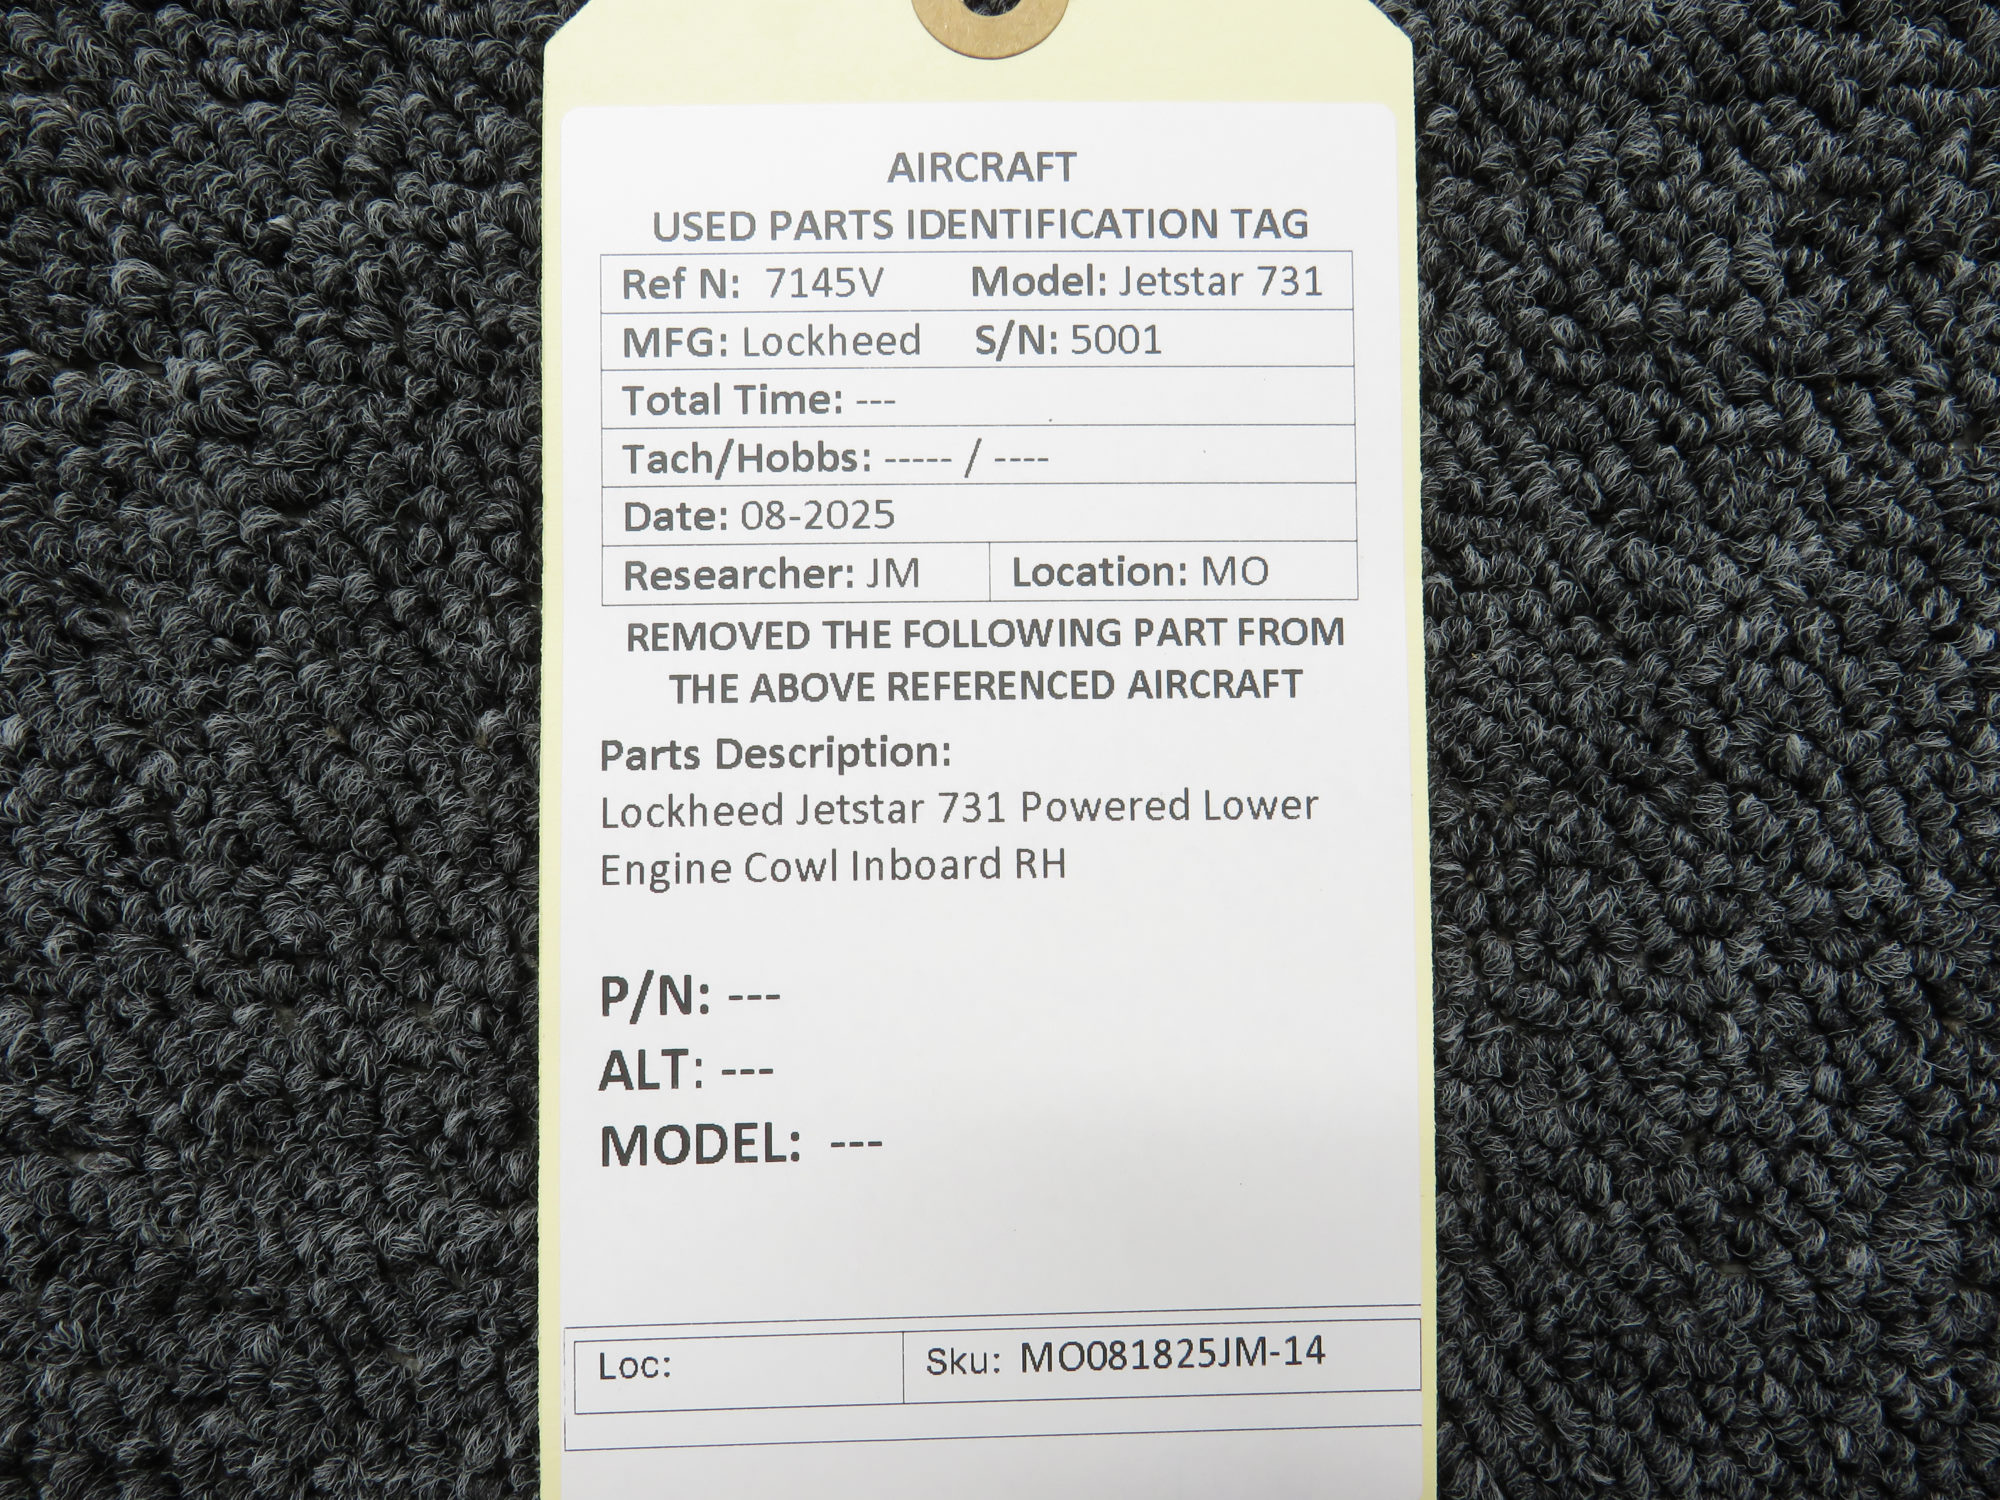 AIRCRAFT
USED PARTS IDENTIFICATION TAG
Ref N: 7145V Model: Jetstar 731
MFG: Lockheed S/N: 5001
Total Time: ---
Tach/Hobbs: ----- / ----
Date: 08-2025
Researcher: JM Location: MO
REMOVED THE FOLLOWING PART FROM
THE ABOVE REFERENCED AIRCRAFT
Parts Description:
Lockheed Jetstar 731 Powered Lower
Engine Cowl Inboard RH
P/N: ---
ALT: ---
MODEL: ---
Loc: Sku: MO081825JM-14